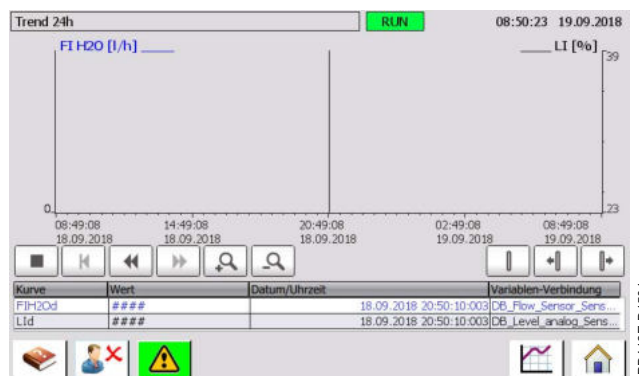 Trend 24h RUN 08:50:23 19.09.2018
FI H2O [l/h] LI [%]
39
0 23
08:49:08 14:49:08 20:49:08 02:49:08 08:49:08
18.09.2018 18.09.2018 18.09.2018 19.09.2018 19.09.2018
Kurve Wert Datum/Uhrzeit Variablen-Verbindung
FIH2Od #### 18.09.2018 20:50:10:003 DB_Flow_Sensor_Sens...
LId #### 18.09.2018 20:50:10:003 DB_Level_analog_Sens...